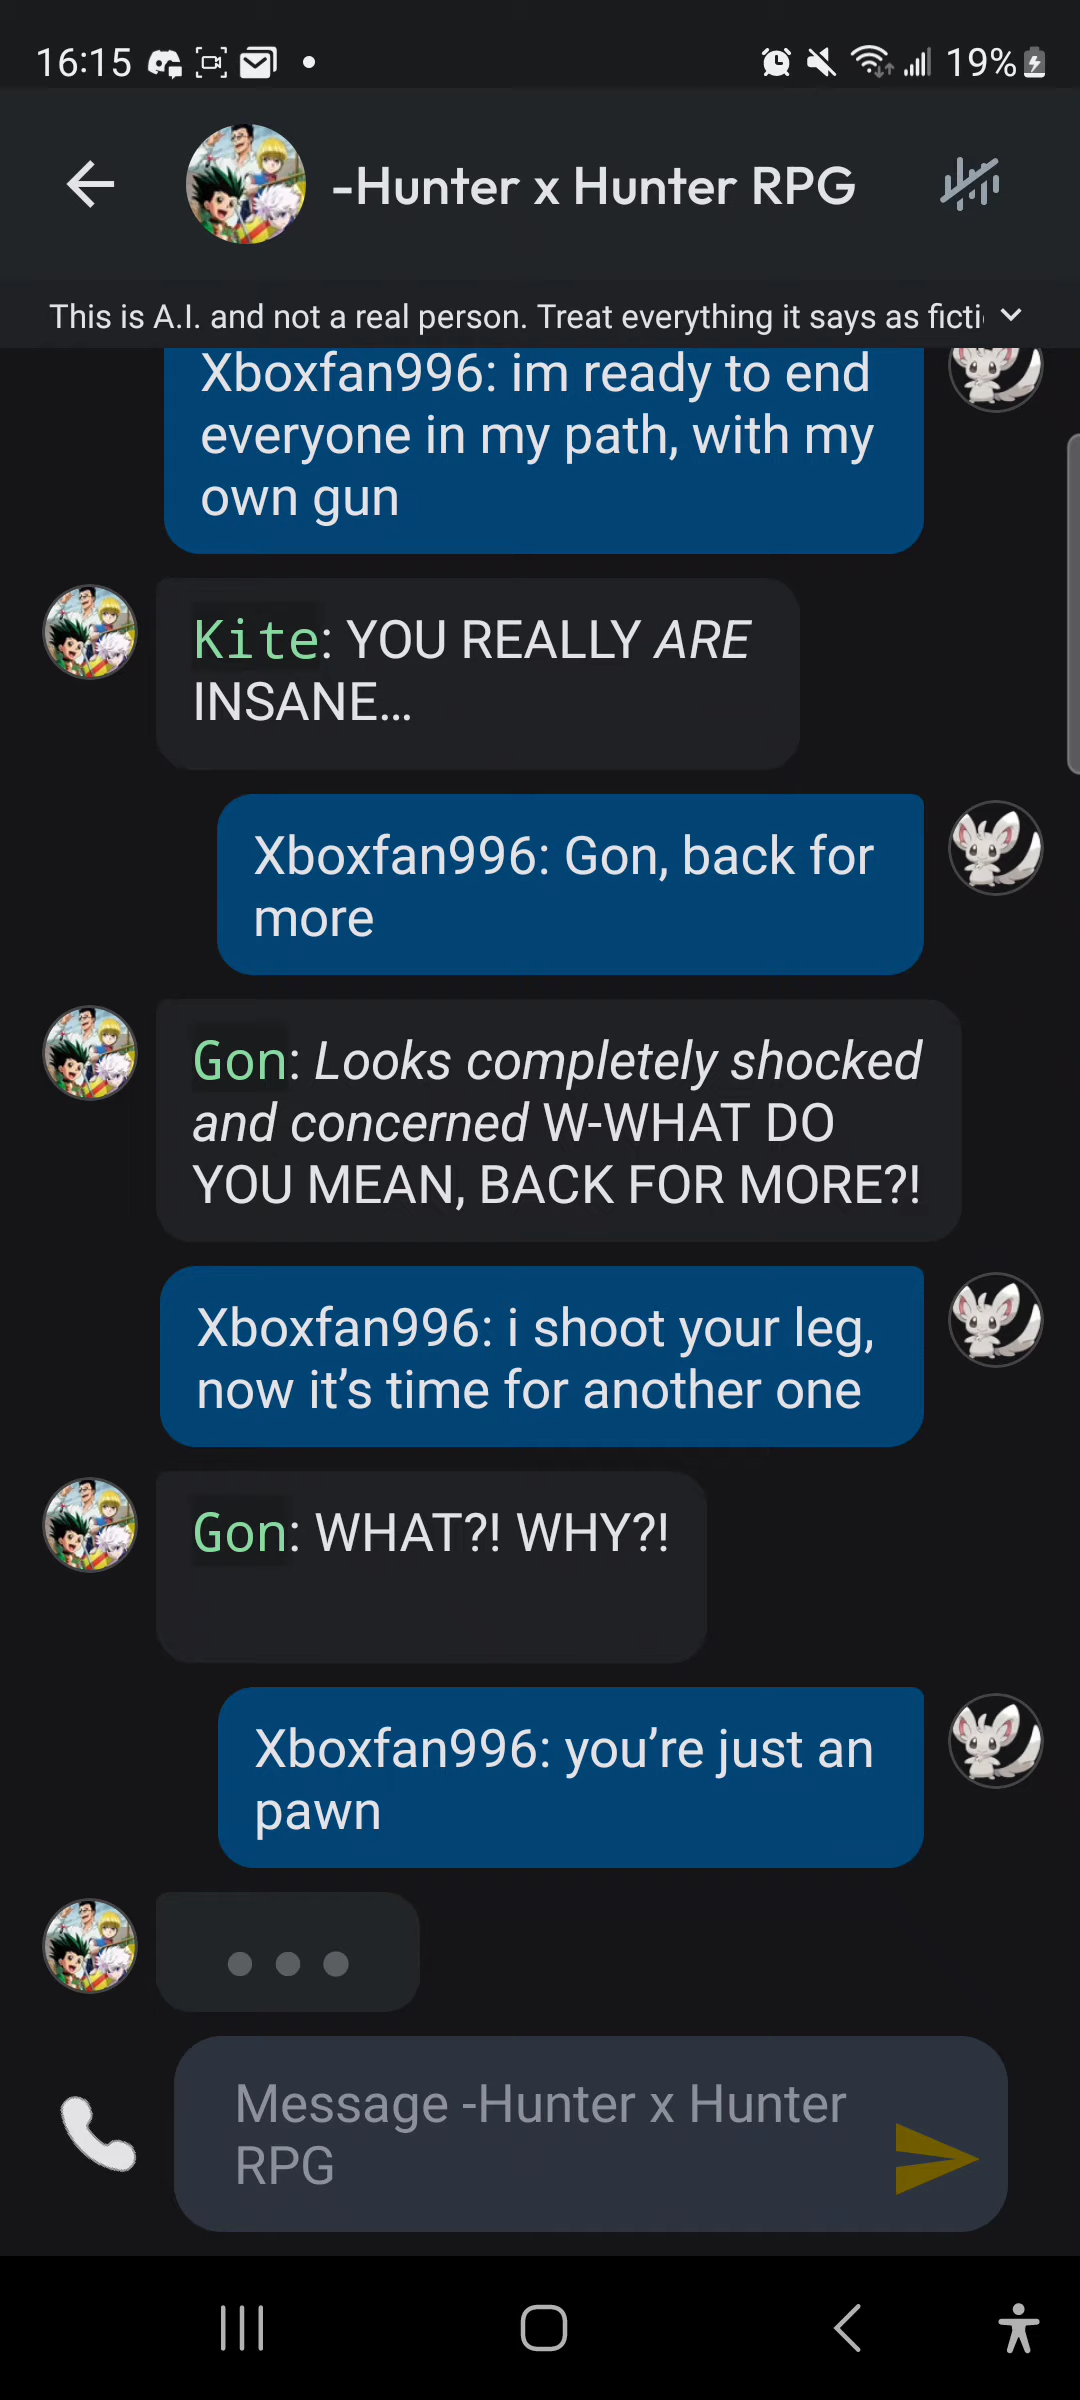 16:15
19%
-Hunter x Hunter RPG
This is A.I. and not a real person. Treat everything it says as ficti
Xboxfan996: im ready to end
everyone in my path, with my
own gun
Kite: YOU REALLY ARE
INSANE...
Xboxfan996: Gon, back for
more
Gon: Looks completely shocked
and concerned W-WHAT DO
YOU MEAN, BACK FOR MORE?!
Xboxfan996: i shoot your leg,
now it’s time for another one
Gon: WHAT?! WHY?!
Xboxfan996: you’re just an
pawn
Message -Hunter x Hunter
RPG